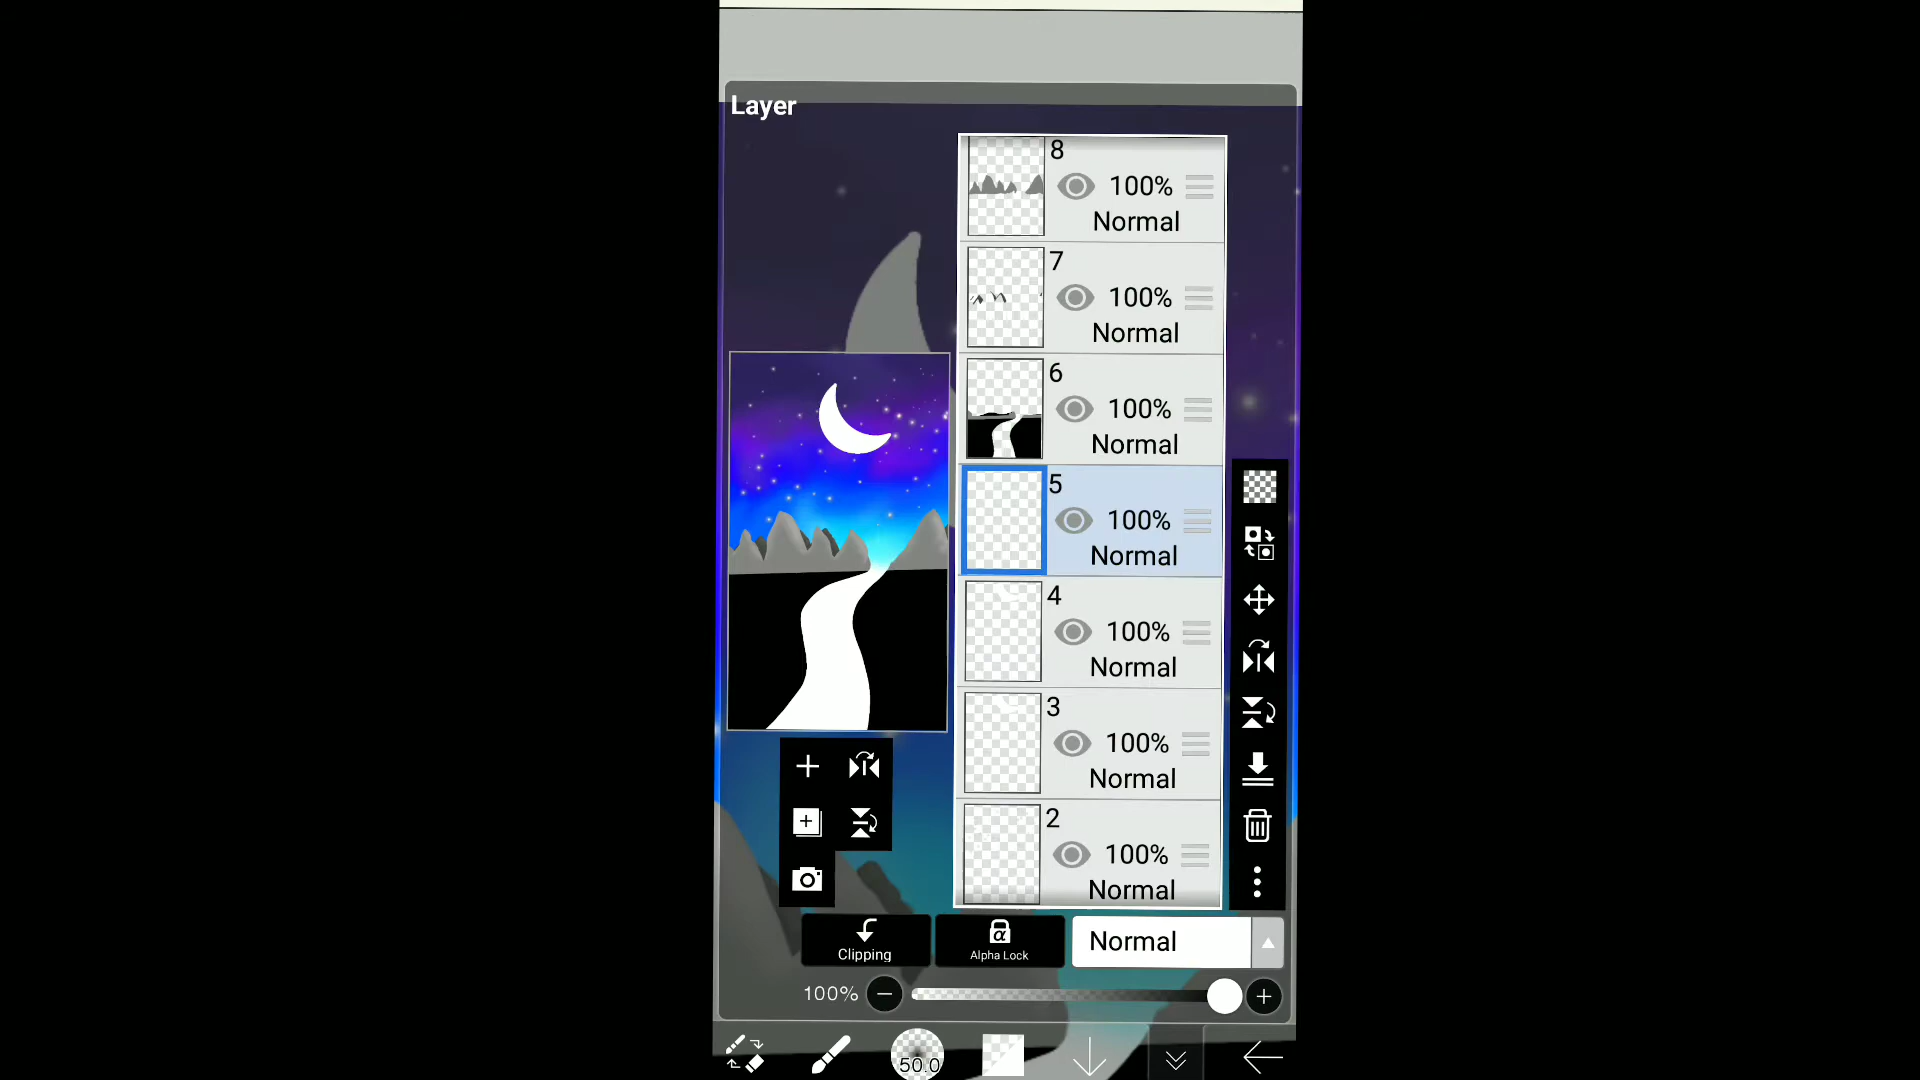 Layer
8
100%
Normal
7
100%
Normal
6
100%
Normal
5
100%
Normal
4
100%
Normal
3
100%
Normal
2
100%
Normal
Clipping
α
Alpha Lock
Normal
100%
50.0